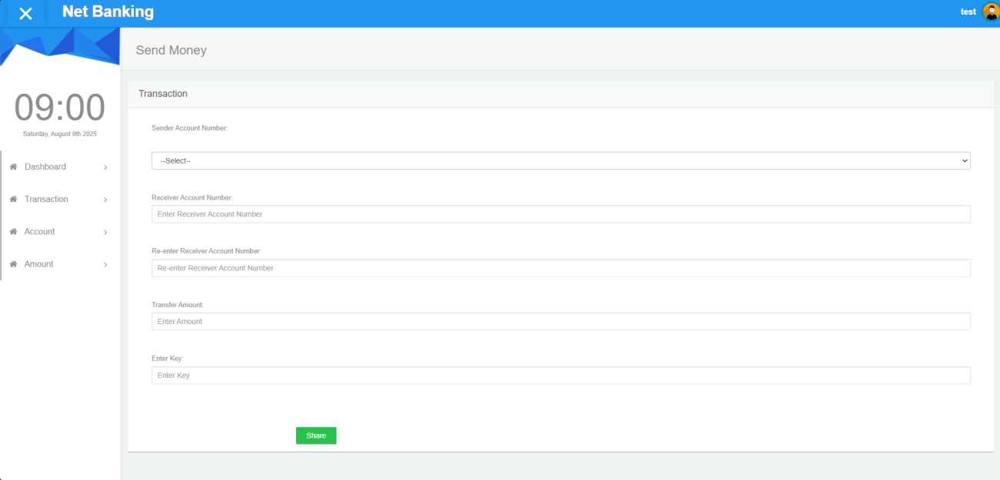 Net Banking
test
Send Money
09:00
Saturday, August 9th 2025
Dashboard
Transaction
Account
Amount
Transaction
Sender Account Number:
--Select--
Receiver Account Number:
Enter Receiver Account Number
Re-enter Receiver Account Number:
Re-enter Receiver Account Number
Transfer Amount:
Enter Amount
Enter Key:
Enter Key
Share